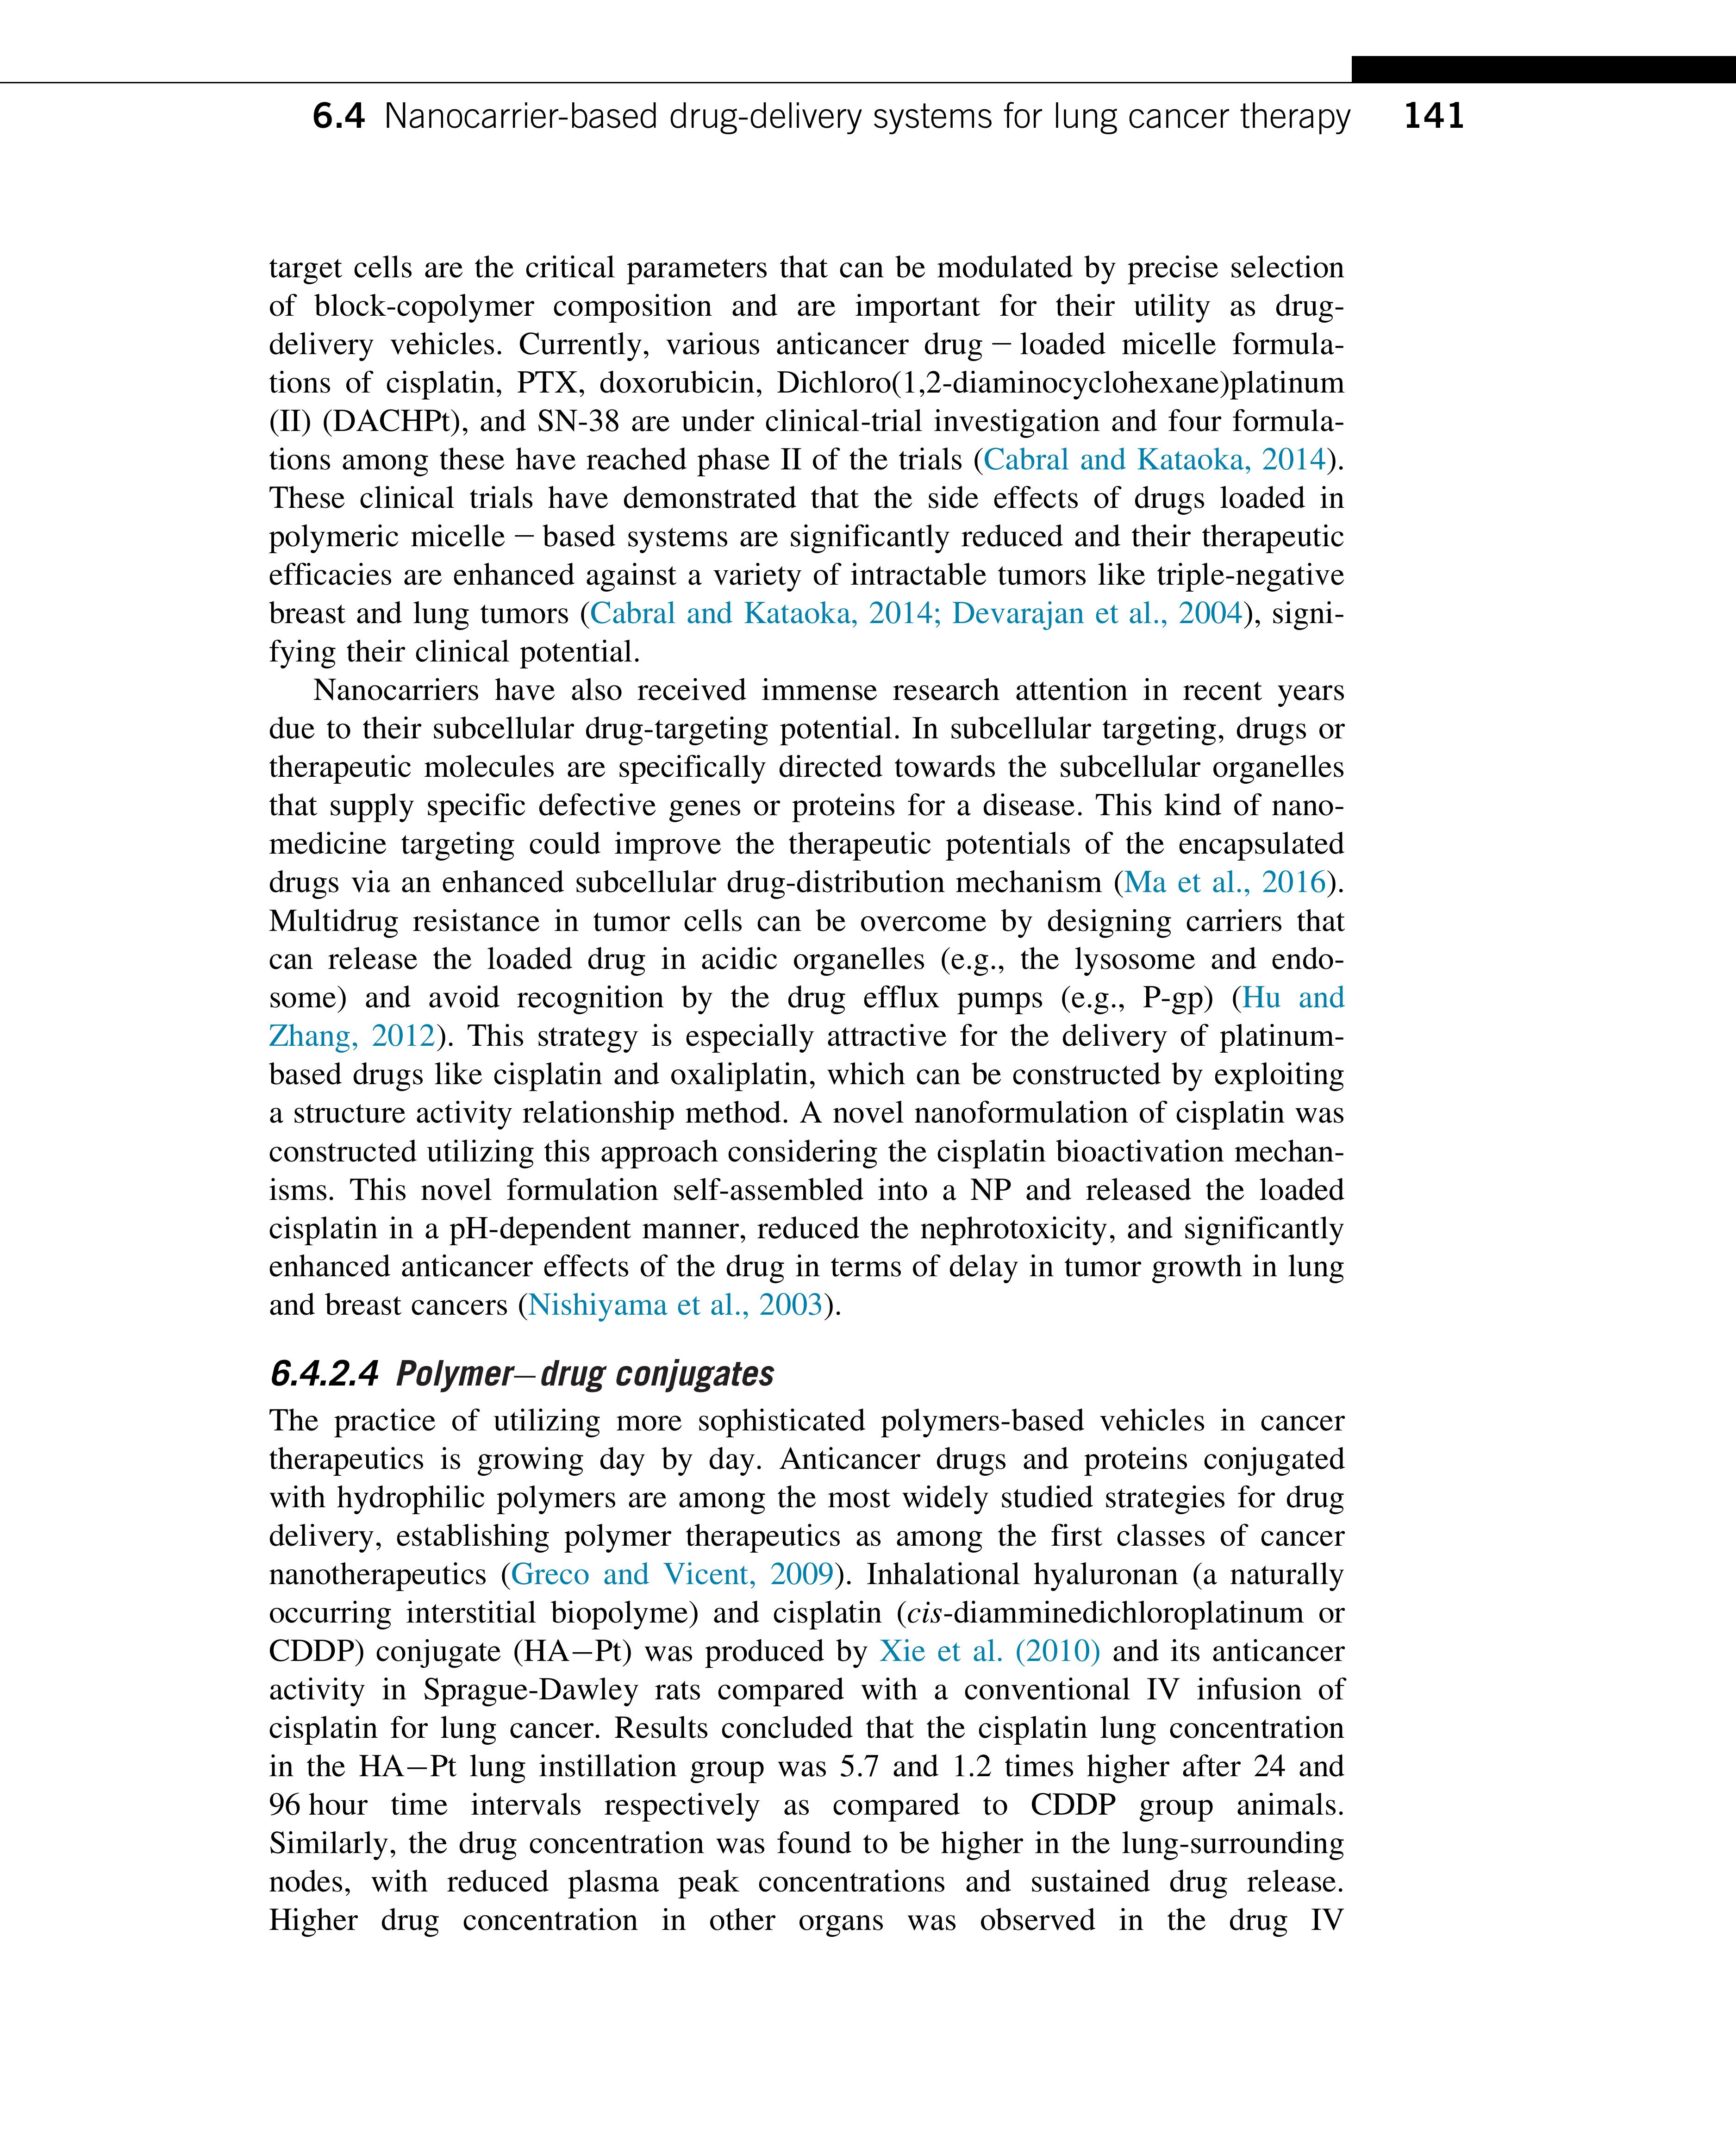 6.4 Nanocarrier-based drug-delivery systems for lung cancer therapy 141
target cells are the critical parameters that can be modulated by precise selection
of block-copolymer composition and are important for their utility as drug-
delivery vehicles. Currently, various anticancer drug – loaded micelle formula-
tions of cisplatin, PTX, doxorubicin, Dichloro(1,2-diaminocyclohexane)platinum
(II) (DACHPt), and SN-38 are under clinical-trial investigation and four formula-
tions among these have reached phase II of the trials (Cabral and Kataoka, 2014).
These clinical trials have demonstrated that the side effects of drugs loaded in
polymeric micelle – based systems are significantly reduced and their therapeutic
efficacies are enhanced against a variety of intractable tumors like triple-negative
breast and lung tumors (Cabral and Kataoka, 2014; Devarajan et al., 2004), signi-
fying their clinical potential.
Nanocarriers have also received immense research attention in recent years
due to their subcellular drug-targeting potential. In subcellular targeting, drugs or
therapeutic molecules are specifically directed towards the subcellular organelles
that supply specific defective genes or proteins for a disease. This kind of nano-
medicine targeting could improve the therapeutic potentials of the encapsulated
drugs via an enhanced subcellular drug-distribution mechanism (Ma et al., 2016).
Multidrug resistance in tumor cells can be overcome by designing carriers that
can release the loaded drug in acidic organelles (e.g., the lysosome and endo-
some) and avoid recognition by the drug efflux pumps (e.g., P-gp) (Hu and
Zhang, 2012). This strategy is especially attractive for the delivery of platinum-
based drugs like cisplatin and oxaliplatin, which can be constructed by exploiting
a structure activity relationship method. A novel nanoformulation of cisplatin was
constructed utilizing this approach considering the cisplatin bioactivation mechan-
isms. This novel formulation self-assembled into a NP and released the loaded
cisplatin in a pH-dependent manner, reduced the nephrotoxicity, and significantly
enhanced anticancer effects of the drug in terms of delay in tumor growth in lung
and breast cancers (Nishiyama et al., 2003).
6.4.2.4 Polymer–drug conjugates
The practice of utilizing more sophisticated polymers-based vehicles in cancer
therapeutics is growing day by day. Anticancer drugs and proteins conjugated
with hydrophilic polymers are among the most widely studied strategies for drug
delivery, establishing polymer therapeutics as among the first classes of cancer
nanotherapeutics (Greco and Vicent, 2009). Inhalational hyaluronan (a naturally
occurring interstitial biopolyme) and cisplatin (cis-diamminedichloroplatinum or
CDDP) conjugate (HA–Pt) was produced by Xie et al. (2010) and its anticancer
activity in Sprague-Dawley rats compared with a conventional IV infusion of
cisplatin for lung cancer. Results concluded that the cisplatin lung concentration
in the HA–Pt lung instillation group was 5.7 and 1.2 times higher after 24 and
96 hour time intervals respectively as compared to CDDP group animals.
Similarly, the drug concentration was found to be higher in the lung-surrounding
nodes, with reduced plasma peak concentrations and sustained drug release.
Higher drug concentration in other organs was observed in the drug IV